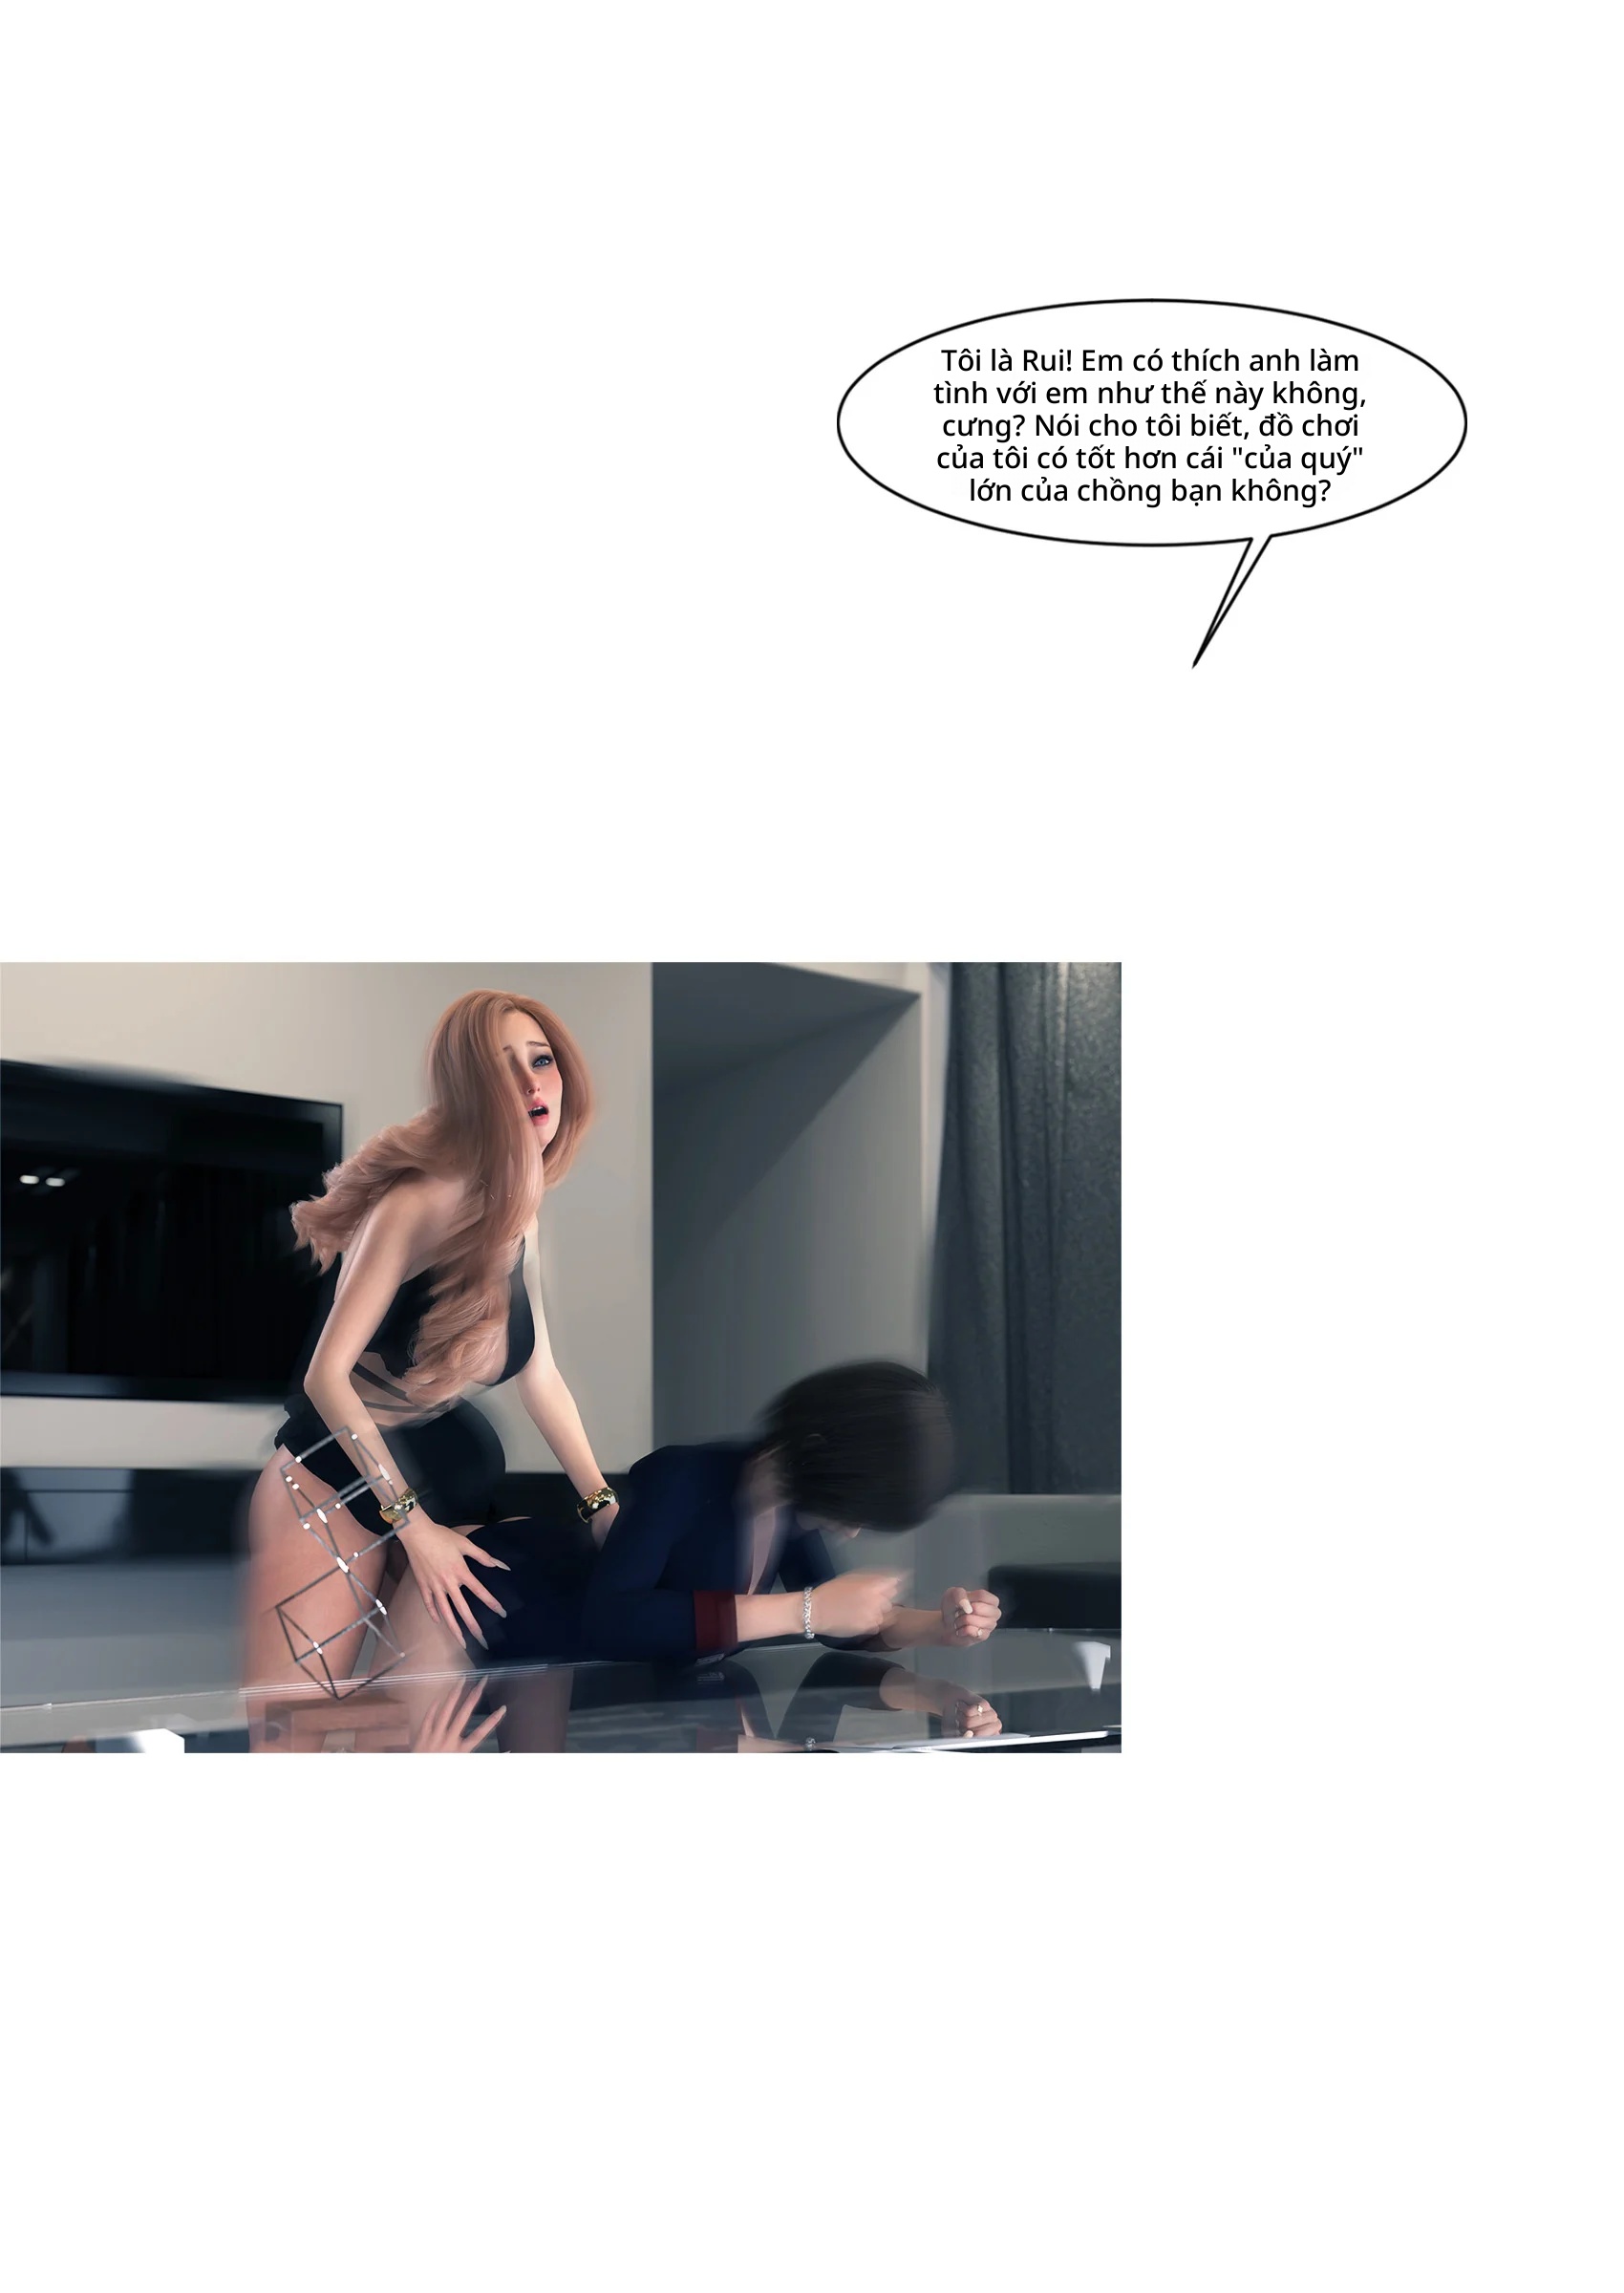 Tôi là Rui! Em có thích anh làm
tình với em như thế này không,
cưng? Nói cho tôi biết, đồ chơi
của tôi có tốt hơn cái "của quý"
lớn của chồng bạn không?